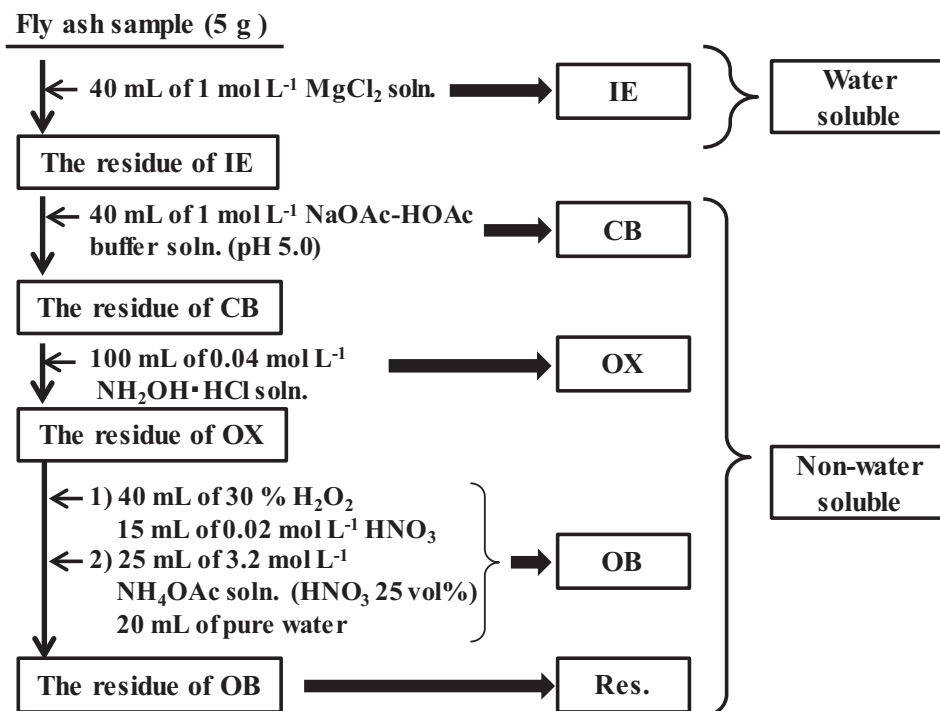 Fly ash sample (5 g )
40 mL of 1 mol L⁻¹ MgCl₂ soln.
IE
Water
soluble
The residue of IE
40 mL of 1 mol L⁻¹ NaOAc-HOAc
buffer soln. (pH 5.0)
CB
The residue of CB
100 mL of 0.04 mol L⁻¹
NH₂OH・HCl soln.
OX
The residue of OX
Non-water
soluble
1) 40 mL of 30 % H₂O₂
15 mL of 0.02 mol L⁻¹ HNO₃
2) 25 mL of 3.2 mol L⁻¹
NH₄OAc soln. (HNO₃ 25 vol%)
20 mL of pure water
OB
The residue of OB
Res.